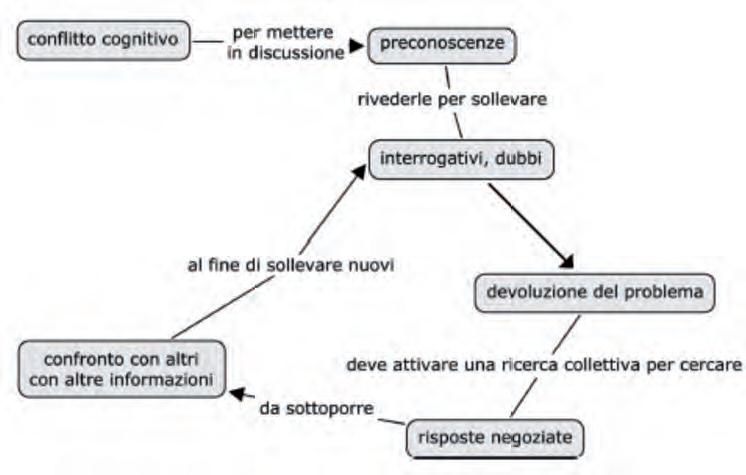 conflitto cognitivo
per mettere
in discussione
preconoscenze
rivederle per sollevare
interrogativi, dubbi
al fine di sollevare nuovi
devoluzione del problema
confronto con altri
con altre informazioni
deve attivare una ricerca collettiva per cercare
da sottoporre
risposte negoziate